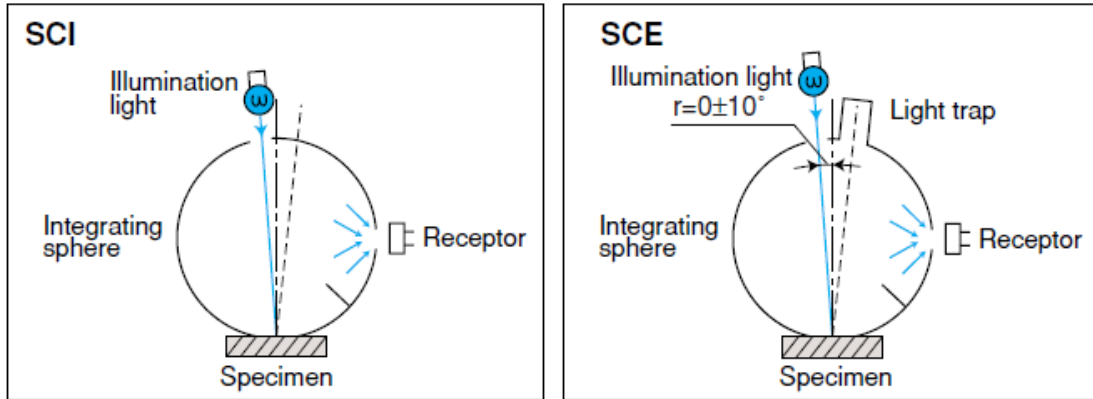 SCI
Illumination
light
ω
Integrating
sphere
Receptor
Specimen
SCE
Illumination light
ω
r=0±10˚
Light trap
Integrating
sphere
Receptor
Specimen